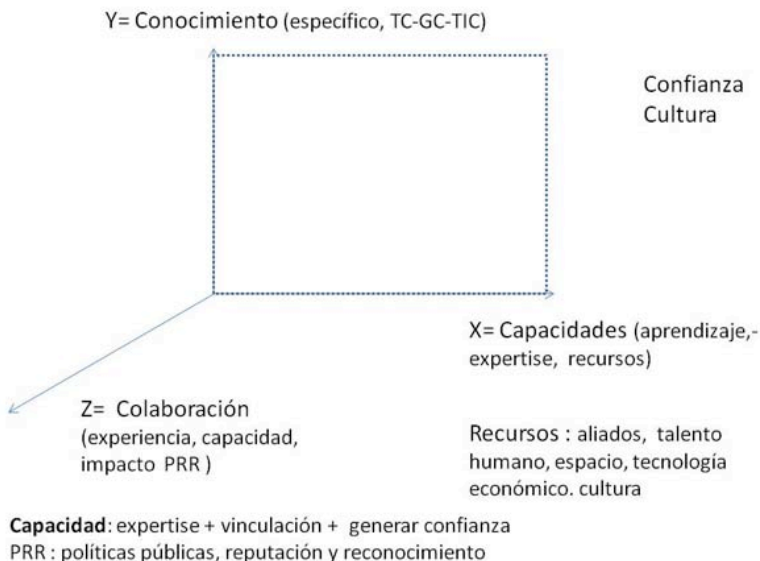 Y= Conocimiento (específico, TC-GC-TIC)
Confianza
Cultura
X= Capacidades (aprendizaje,-
expertise, recursos)
Z= Colaboración
(experiencia, capacidad,
impacto PRR )
Recursos : aliados, talento
humano, espacio, tecnología
económico. cultura
Capacidad: expertise + vinculación + generar confianza
PRR : políticas públicas, reputación y reconocimiento